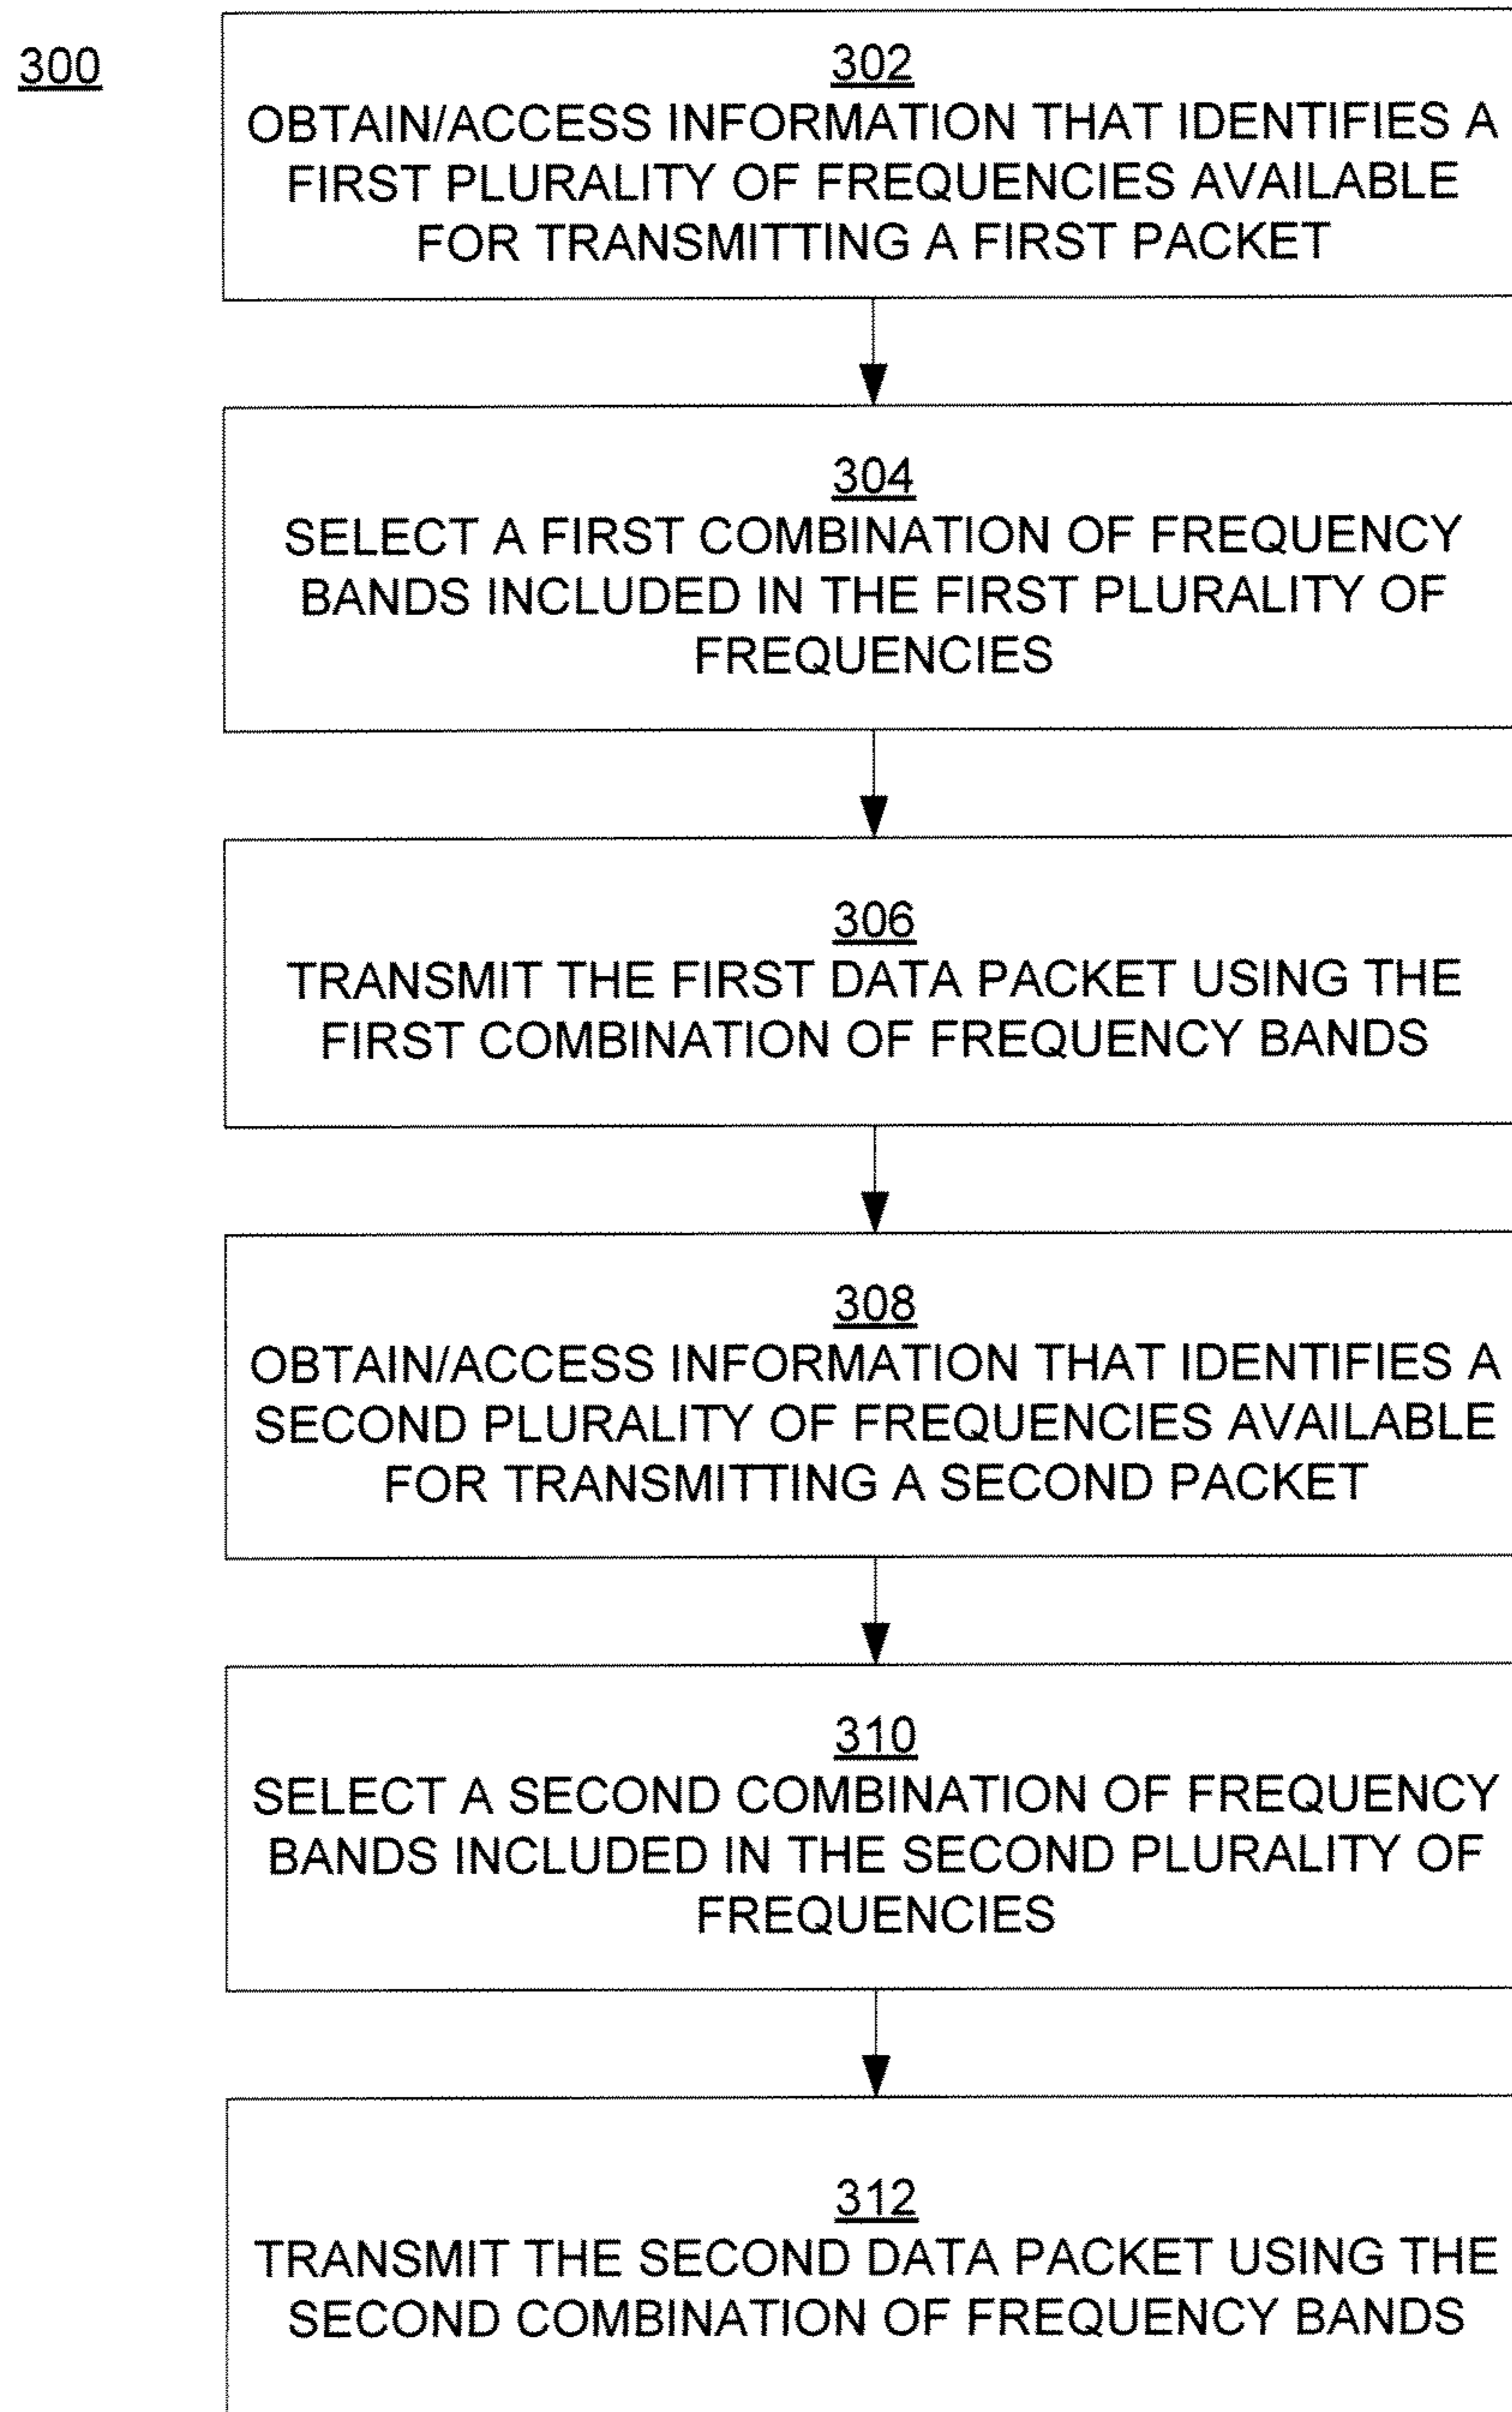 300
302
OBTAIN/ACCESS INFORMATION THAT IDENTIFIES A
FIRST PLURALITY OF FREQUENCIES AVAILABLE
FOR TRANSMITTING A FIRST PACKET
304
SELECT A FIRST COMBINATION OF FREQUENCY
BANDS INCLUDED IN THE FIRST PLURALITY OF
FREQUENCIES
306
TRANSMIT THE FIRST DATA PACKET USING THE
FIRST COMBINATION OF FREQUENCY BANDS
308
OBTAIN/ACCESS INFORMATION THAT IDENTIFIES A
SECOND PLURALITY OF FREQUENCIES AVAILABLE
FOR TRANSMITTING A SECOND PACKET
310
SELECT A SECOND COMBINATION OF FREQUENCY
BANDS INCLUDED IN THE SECOND PLURALITY OF
FREQUENCIES
312
TRANSMIT THE SECOND DATA PACKET USING THE
SECOND COMBINATION OF FREQUENCY BANDS